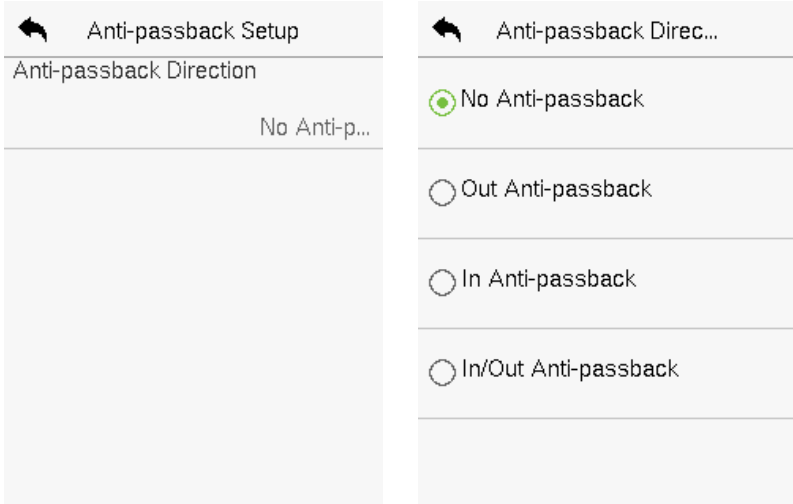 Anti-passback Setup
Anti-passback Direction
No Anti-p...
Anti-passback Direc...
No Anti-passback
Out Anti-passback
In Anti-passback
In/Out Anti-passback